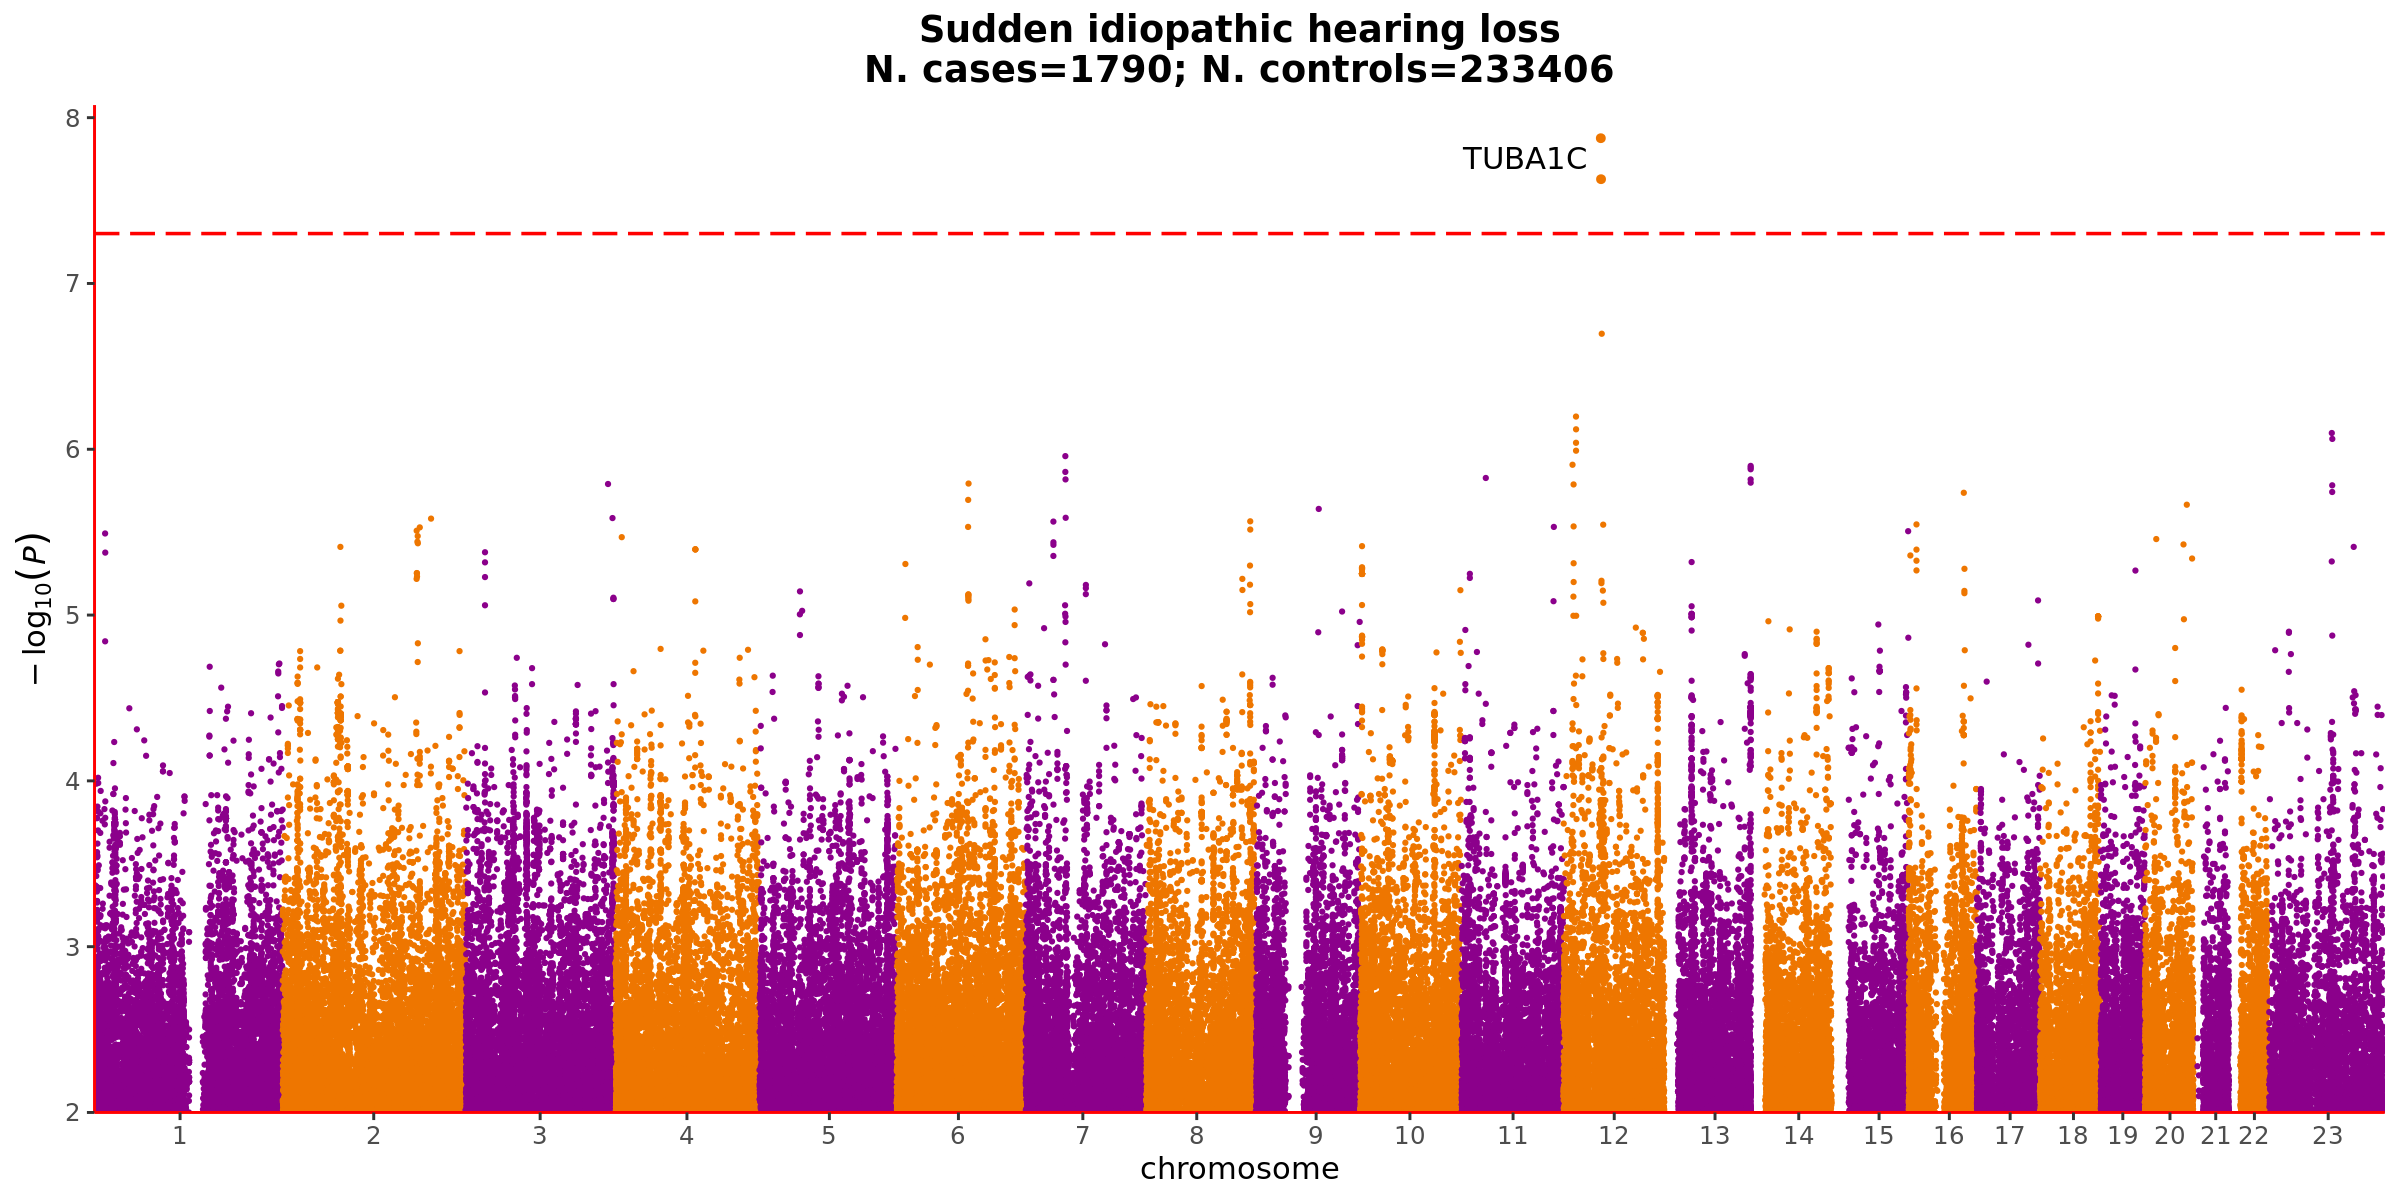 Sudden idiopathic hearing loss
N. cases=1790; N. controls=233406
8
7
6
5
4
3
2
−log10(P)
TUBA1C
1 2 3 4 5 6 7 8 9 10 11 12 13 14 15 16 17 18 19 20 21 22 23
chromosome